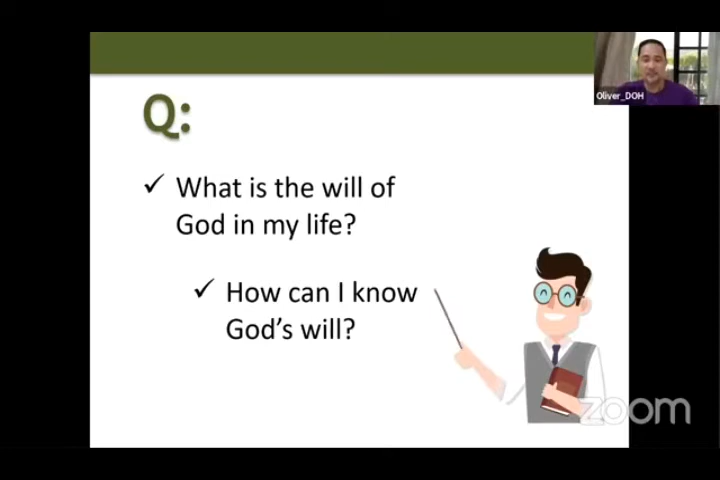 Oliver_DOH
Q:
✓ What is the will of
God in my life?
✓ How can I know
God's will?
zoom